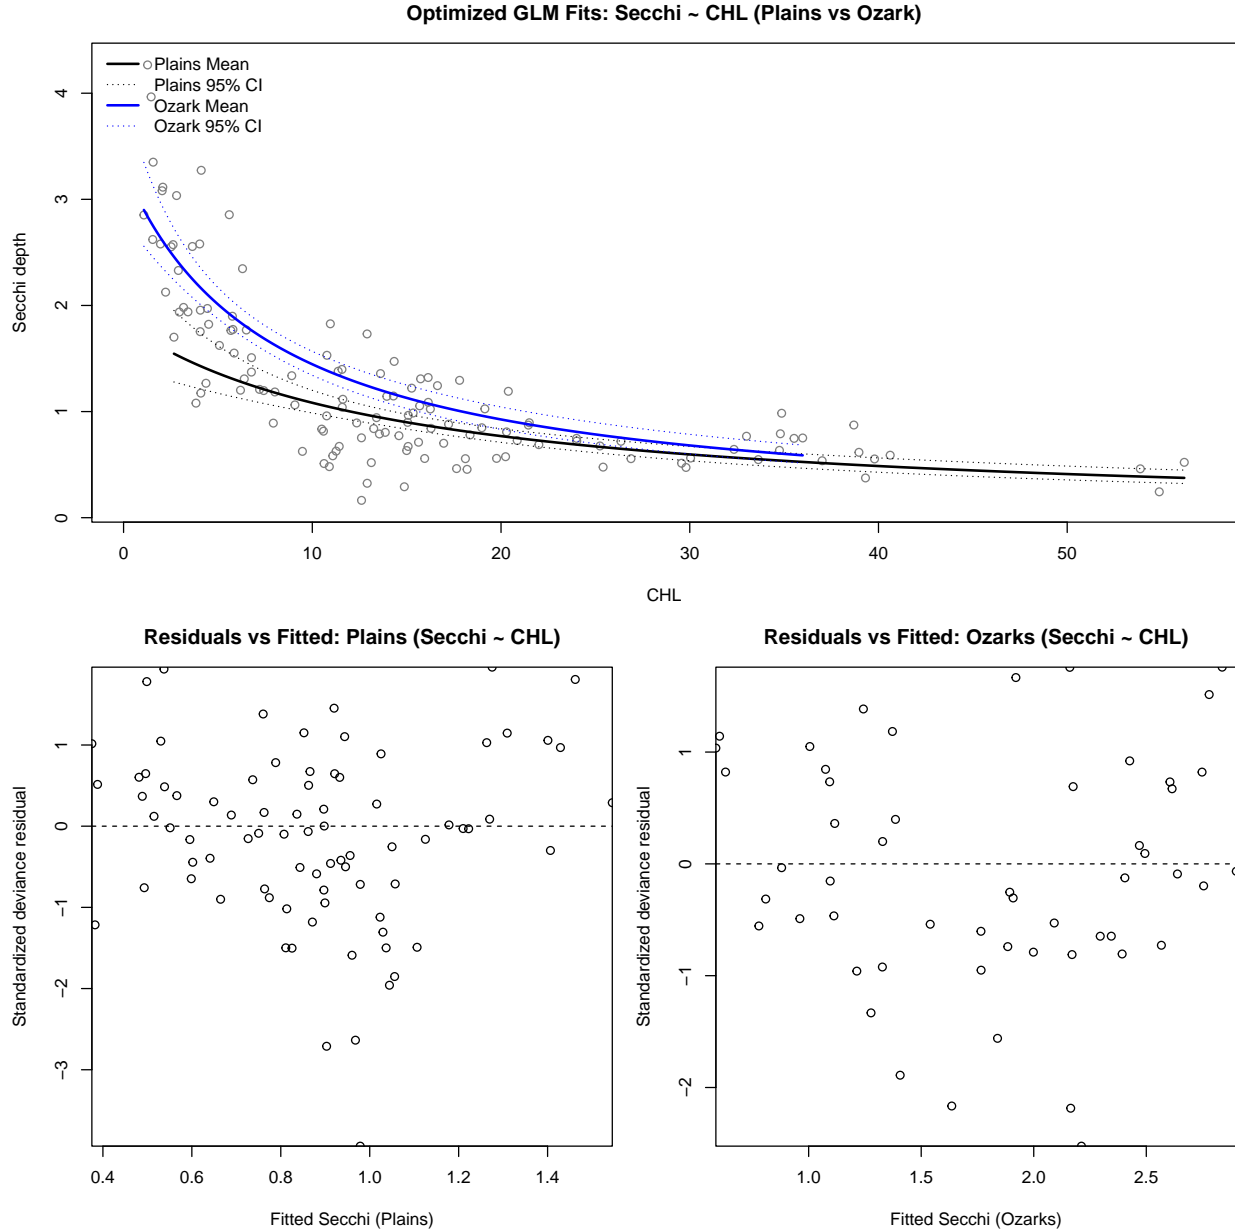 Optimized GLM Fits: Secchi ~ CHL (Plains vs Ozark)
Plains Mean
Plains 95% CI
Ozark Mean
Ozark 95% CI
Secchi depth
4
3
2
1
0
0 10 20 30 40 50
CHL
Residuals vs Fitted: Plains (Secchi ~ CHL)
Standardized deviance residual
1
0
−1
−2
−3
0.4 0.6 0.8 1.0 1.2 1.4
Fitted Secchi (Plains)
Residuals vs Fitted: Ozarks (Secchi ~ CHL)
Standardized deviance residual
1
0
−1
−2
1.0 1.5 2.0 2.5
Fitted Secchi (Ozarks)